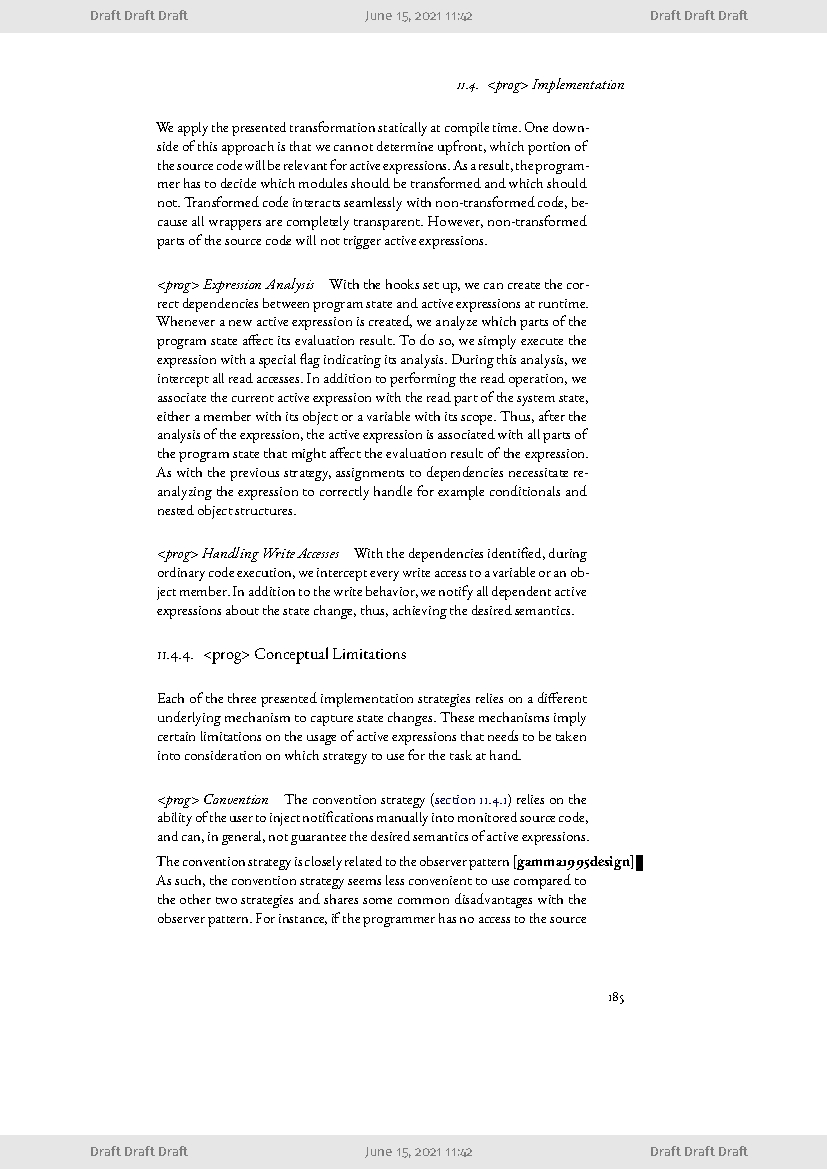 Draft Draft Draft June 15, 2021 11:42 Draft Draft Draft
11.4. <prog> Implementation
We apply the presented transformation statically at compile time. One down-
side of this approach is that we cannot determine upfront, which portion of
the source code will be relevant for active expressions. As a result, the program-
mer has to decide which modules should be transformed and which should
not. Transformed code interacts seamlessly with non-transformed code, be-
cause all wrappers are completely transparent. However, non-transformed
parts of the source code will not trigger active expressions.
<prog> Expression Analysis With the hooks set up, we can create the cor-
rect dependencies between program state and active expressions at runtime.
Whenever a new active expression is created, we analyze which parts of the
program state affect its evaluation result. To do so, we simply execute the
expression with a special flag indicating its analysis. During this analysis, we
intercept all read accesses. In addition to performing the read operation, we
associate the current active expression with the read part of the system state,
either a member with its object or a variable with its scope. Thus, after the
analysis of the expression, the active expression is associated with all parts of
the program state that might affect the evaluation result of the expression.
As with the previous strategy, assignments to dependencies necessitate re-
analyzing the expression to correctly handle for example conditionals and
nested object structures.
<prog> Handling Write Accesses With the dependencies identified, during
ordinary code execution, we intercept every write access to a variable or an ob-
ject member. In addition to the write behavior, we notify all dependent active
expressions about the state change, thus, achieving the desired semantics.
11.4.4. <prog> Conceptual Limitations
Each of the three presented implementation strategies relies on a different
underlying mechanism to capture state changes. These mechanisms imply
certain limitations on the usage of active expressions that needs to be taken
into consideration on which strategy to use for the task at hand.
<prog> Convention The convention strategy (section 11.4.1) relies on the
ability of the user to inject notifications manually into monitored source code,
and can, in general, not guarantee the desired semantics of active expressions.
The convention strategy is closely related to the observer pattern [gamma1995design]
As such, the convention strategy seems less convenient to use compared to
the other two strategies and shares some common disadvantages with the
observer pattern. For instance, if the programmer has no access to the source
185
Draft Draft Draft June 15, 2021 11:42 Draft Draft Draft